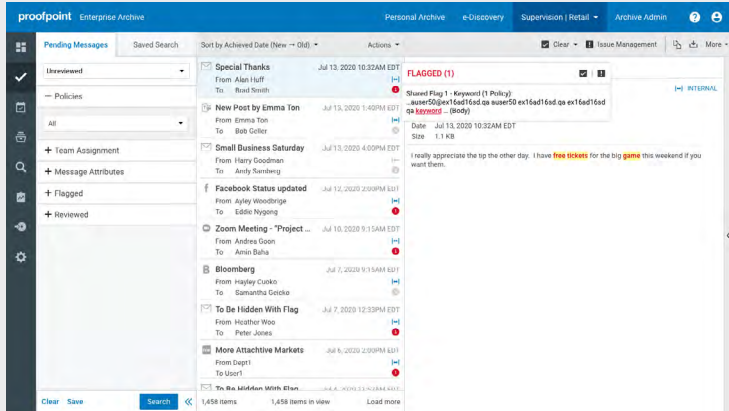 proofpoint Enterprise Archive
Personal Archive
e-Discovery
Supervision | Retail
Archive Admin
Pending Messages
Saved Search
Unreviewed
Policies
All
Team Assignment
Message Attributes
Flagged
Reviewed
Clear Save
Search
Sort by Achieved Date (New → Old)
Actions
Clear
Issue Management
More
Special Thanks Jul 13, 2020 10:32AM EDT
From Alan Huff
To Brad Smith
New Post by Emma Ton Jul 13, 2020 1:40PM EDT
From Emma Ton
To Bob Geller
Small Business Saturday Jul 13, 2020 4:00PM EDT
From Harry Goodman
To Andy Samberg
Facebook Status updated Jul 12, 2020 2:00PM EDT
From Ayley Woodbrige
To Eddie Nygong
Zoom Meeting - "Project ... Jul 10, 2020 9:15AM EDT
From Andrea Goon
To Amin Baha
Bloomberg Jul 7, 2020 9:15AM EDT
From Hayley Cuoko
To Samantha Geicko
To Be Hidden With Flag Jul 7, 2020 12:33PM EDT
From Heather Woo
To Peter Jones
More Attachtive Markets Jul 6, 2020 2:00PM EDT
From Dept1
To User1
To Be Hidden With Flag
1,458 items
1,458 items in view
Load more
FLAGGED (1)
Shared Flag 1 - Keyword (1 Policy)
...auser50@ex16ad16sd.qa auser50 ex16ad16sd.qa ex16ad16sd
qa keyword ... (Body)
INTERNAL
Date Jul 13, 2020 10:32AM EDT
Size 1.1 KB
I really appreciate the tip the other day. I have free tickets for the big game this weekend if you
want them.